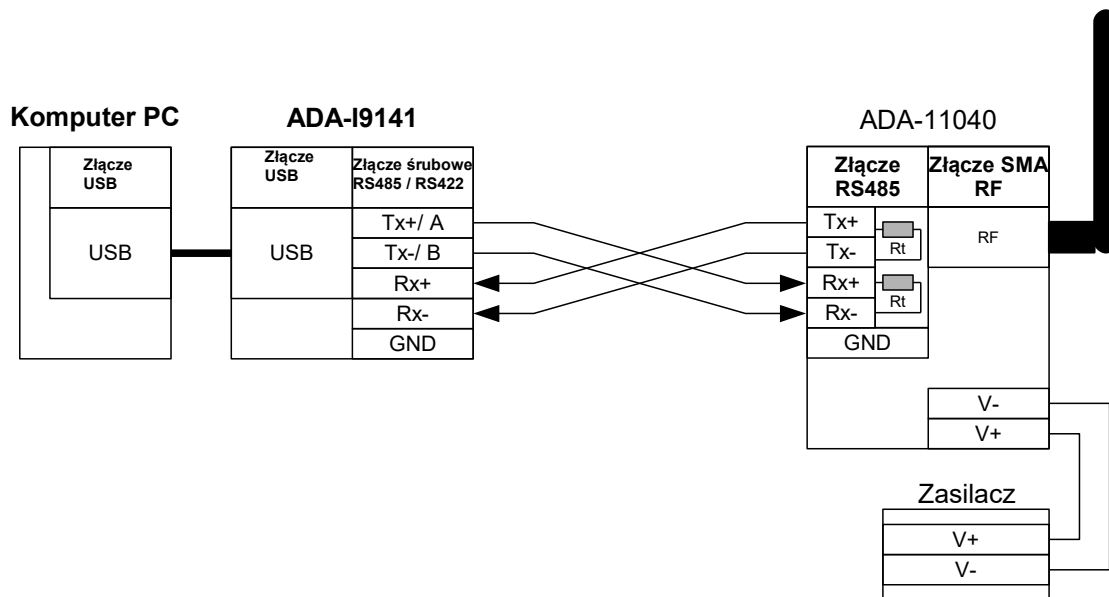 Komputer PC
Złącze
USB
USB
ADA-I9141
Złącze
USB
USB
Złącze śrubowe
RS485 / RS422
Tx+/ A
Tx-/ B
Rx+
Rx-
GND
ADA-11040
Złącze
RS485
Złącze SMA
RF
Tx+
Tx-
Rt
Rx+
Rx-
Rt
GND
RF
V-
V+
Zasilacz
V+
V-